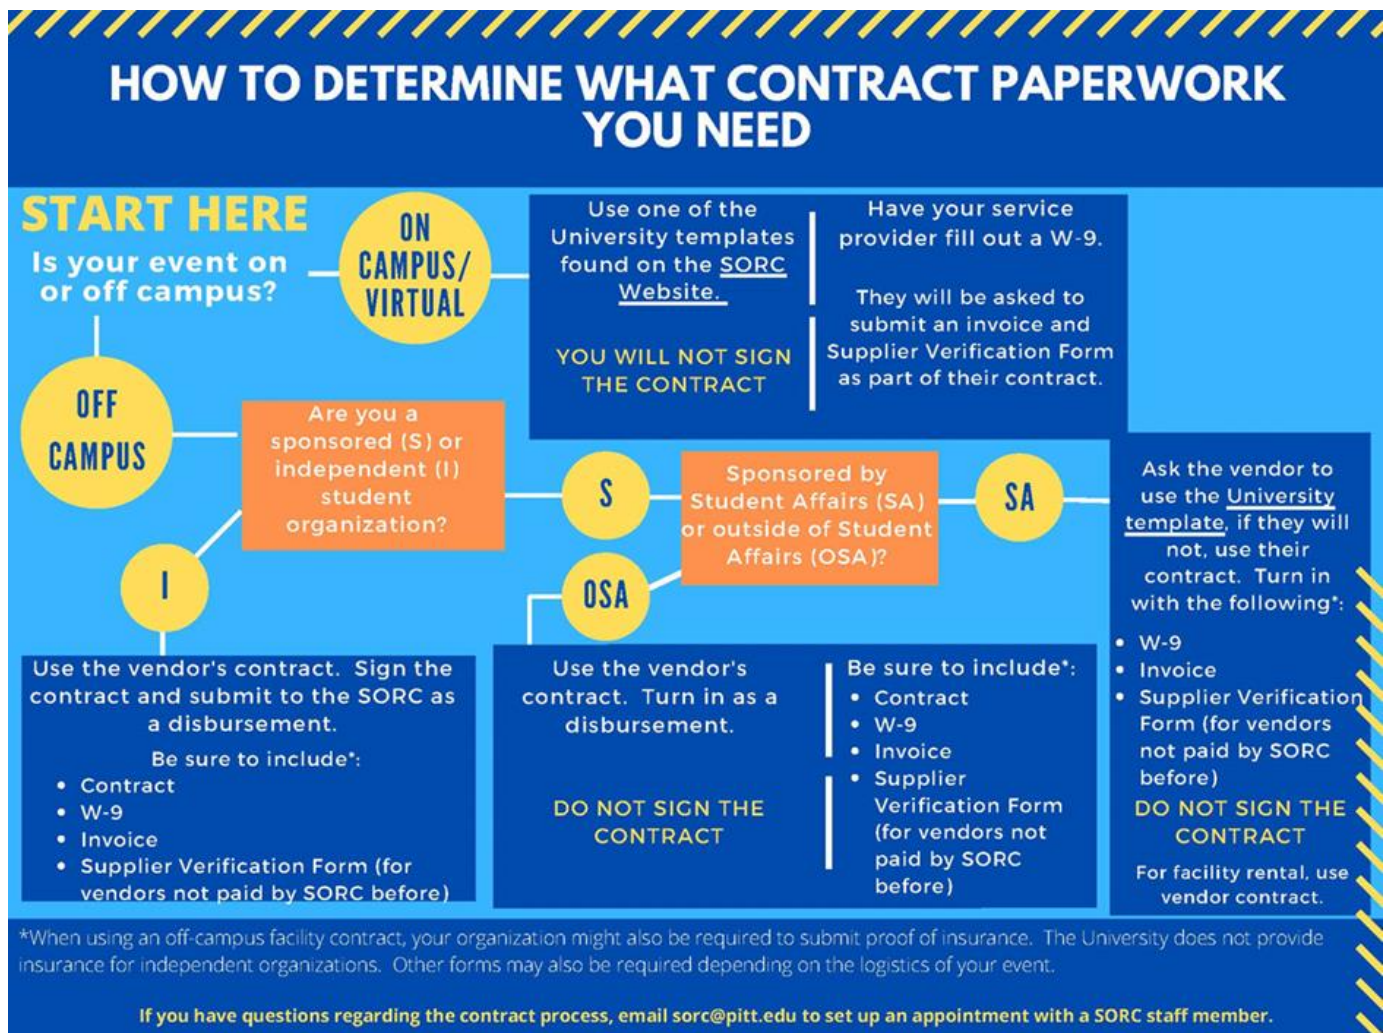 HOW TO DETERMINE WHAT CONTRACT PAPERWORK
YOU NEED
START HERE
Is your event on
or off campus?
ON
CAMPUS/
VIRTUAL
Use one of the
University templates
found on the SORC
Website.
YOU WILL NOT SIGN
THE CONTRACT
Have your service
provider fill out a W-9.
They will be asked to
submit an invoice and
Supplier Verification Form
as part of their contract.
OFF
CAMPUS
Are you a
sponsored (S) or
independent (I)
student
organization?
S
Sponsored by
Student Affairs (SA)
or outside of Student
Affairs (OSA)?
SA
Ask the vendor to
use the University
template, if they will
not, use their
contract. Turn in
with the following*:
• W-9
• Invoice
• Supplier Verification
Form (for vendors
not paid by SORC
before)
DO NOT SIGN THE
CONTRACT
For facility rental, use
vendor contract.
I
Use the vendor's contract. Sign the
contract and submit to the SORC as
a disbursement.
Be sure to include*:
• Contract
• W-9
• Invoice
• Supplier Verification Form (for
vendors not paid by SORC before)
OSA
Use the vendor's
contract. Turn in as a
disbursement.
DO NOT SIGN THE
CONTRACT
Be sure to include*:
• Contract
• W-9
• Invoice
• Supplier
Verification Form
(for vendors not
paid by SORC
before)
*When using an off-campus facility contract, your organization might also be required to submit proof of insurance. The University does not provide
insurance for independent organizations. Other forms may also be required depending on the logistics of your event.
If you have questions regarding the contract process, email sorc@pitt.edu to set up an appointment with a SORC staff member.